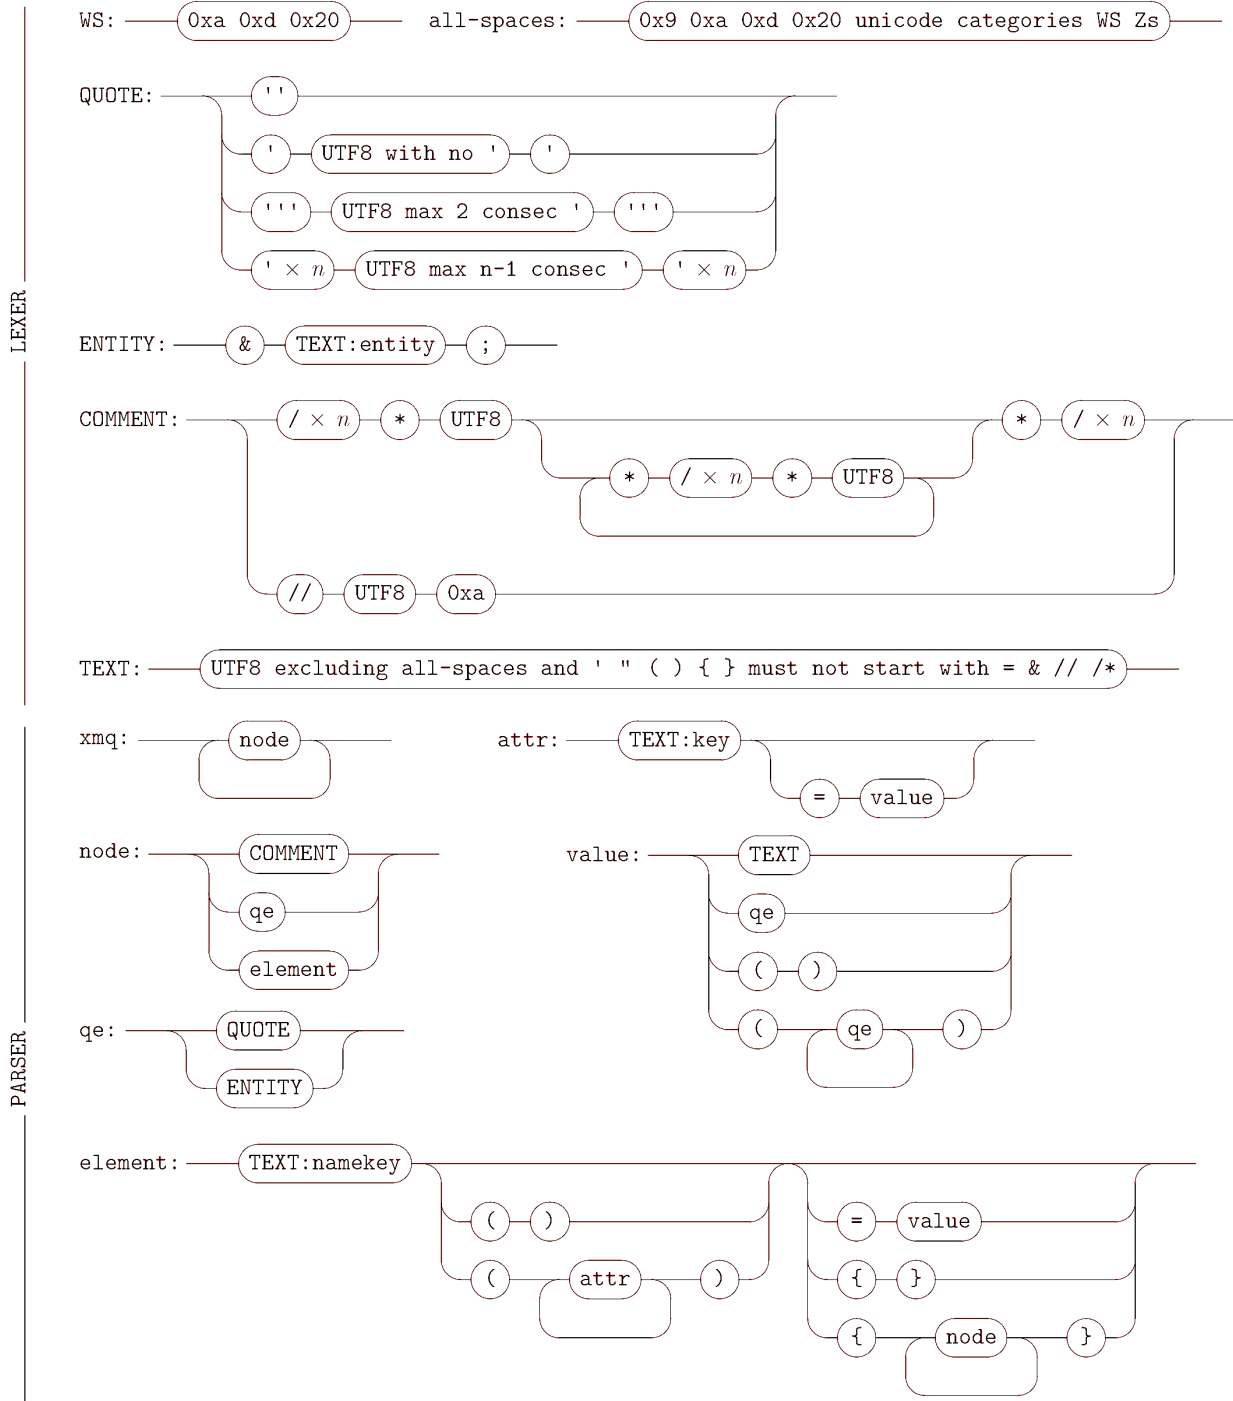 WS: 0xa 0xd 0x20 all-spaces: 0x9 0xa 0xd 0x20 unicode categories WS Zs
QUOTE: ''
' UTF8 with no ' '
''' UTF8 max 2 consec ' '''
' × n UTF8 max n-1 consec ' ' × n
LEXER
ENTITY: & TEXT:entity ;
COMMENT: / × n * UTF8 * / × n
* / × n * UTF8
// UTF8 0xa
TEXT: UTF8 excluding all-spaces and ' " ( ) { } must not start with = & // /*
xmq: node attr: TEXT:key
= value
node: COMMENT value: TEXT
qe qe
element ( )
qe: QUOTE ( qe )
PARSER
ENTITY
element: TEXT:namekey
( ) = value
( attr ) { }
{ node }